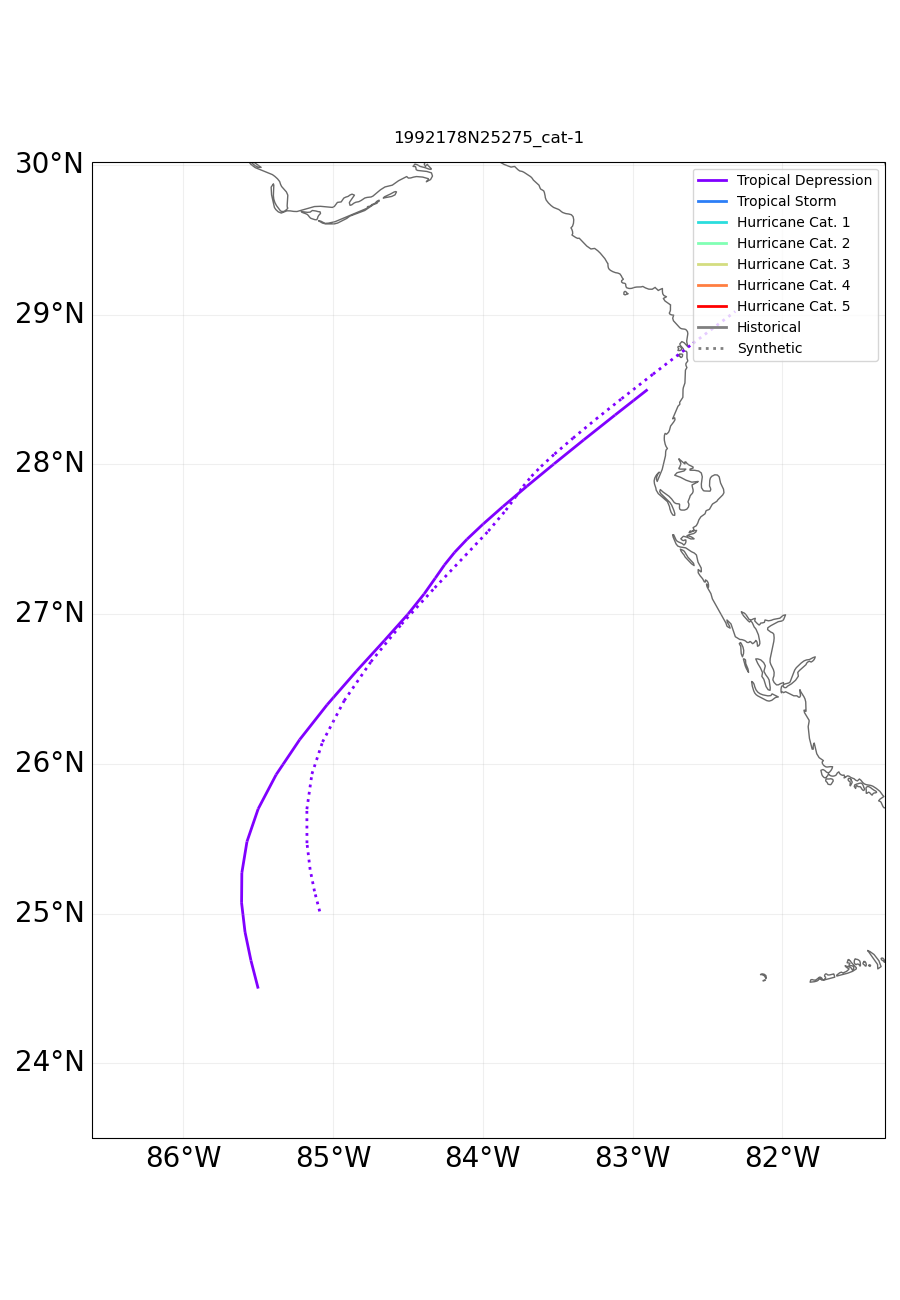 1992178N25275_cat-1
30°N
29°N
28°N
27°N
26°N
25°N
24°N
Tropical Depression
Tropical Storm
Hurricane Cat. 1
Hurricane Cat. 2
Hurricane Cat. 3
Hurricane Cat. 4
Hurricane Cat. 5
Historical
Synthetic
86°W 85°W 84°W 83°W 82°W